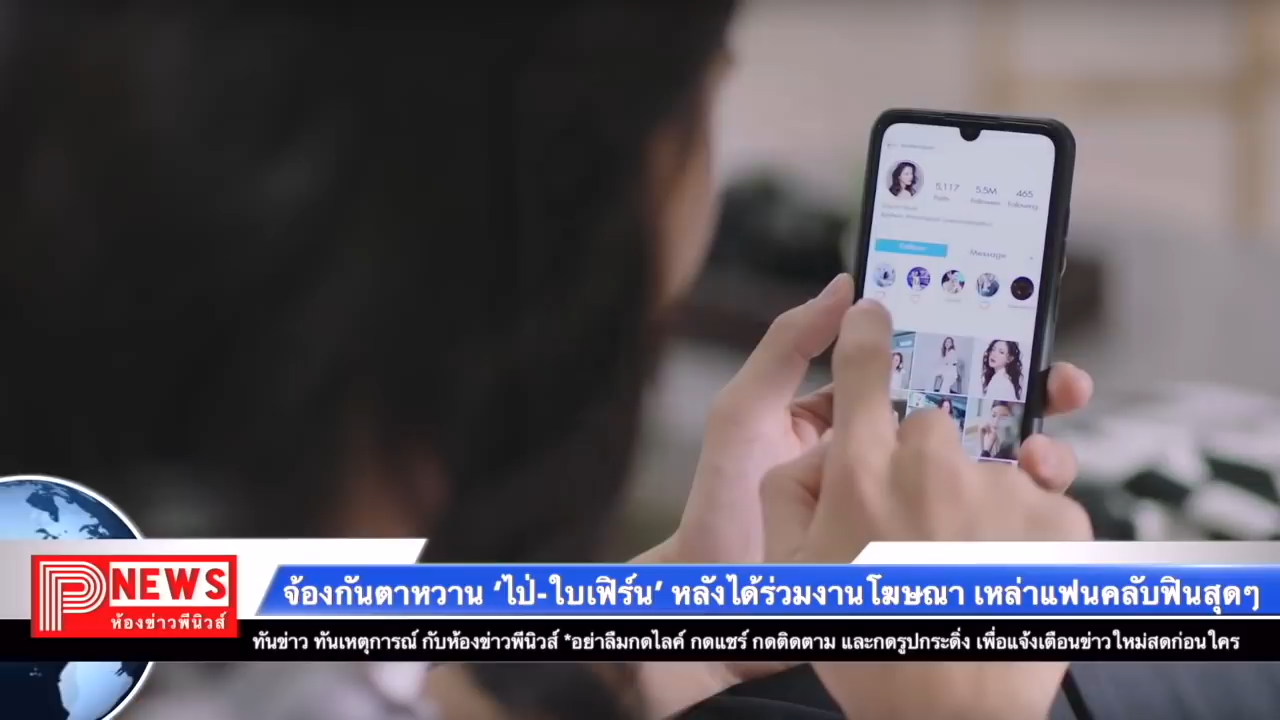 5,117 5.5M 465
Posts Followers Following
Message
P NEWS
ห้องข่าวพีนิวส์
จ้องกันตาหวาน ‘ไป่-ใบเฟิร์น’ หลังได้ร่วมงานโฆษณา เหล่าแฟนคลับฟินสุดๆ
ทันข่าว ทันเหตุการณ์ กับห้องข่าวพีนิวส์ *อย่าลืมกดไลค์ กดแชร์ กดติดตาม และกดรูปกระดิ่ง เพื่อแจ้งเตือนข่าวใหม่สดก่อนใคร